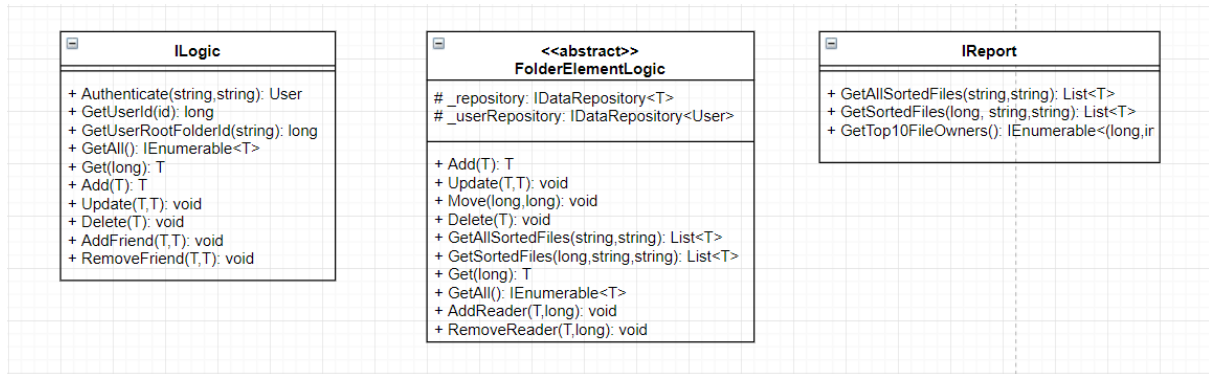 ILogic
+ Authenticate(string,string): User
+ GetUserId(id): long
+ GetUserRootFolderId(string): long
+ GetAll(): IEnumerable<T>
+ Get(long): T
+ Add(T): T
+ Update(T,T): void
+ Delete(T): void
+ AddFriend(T,T): void
+ RemoveFriend(T,T): void
<<abstract>>
FolderElementLogic
# _repository: IDataRepository<T>
# _userRepository: IDataRepository<User>
+ Add(T): T
+ Update(T,T): void
+ Move(long,long): void
+ Delete(T): void
+ GetAllSortedFiles(string,string): List<T>
+ GetSortedFiles(long,string,string): List<T>
+ Get(long): T
+ GetAll(): IEnumerable<T>
+ AddReader(T,long): void
+ RemoveReader(T,long): void
IReport
+ GetAllSortedFiles(string,string): List<T>
+ GetSortedFiles(long, string,string): List<T>
+ GetTop10FileOwners(): IEnumerable<(long,